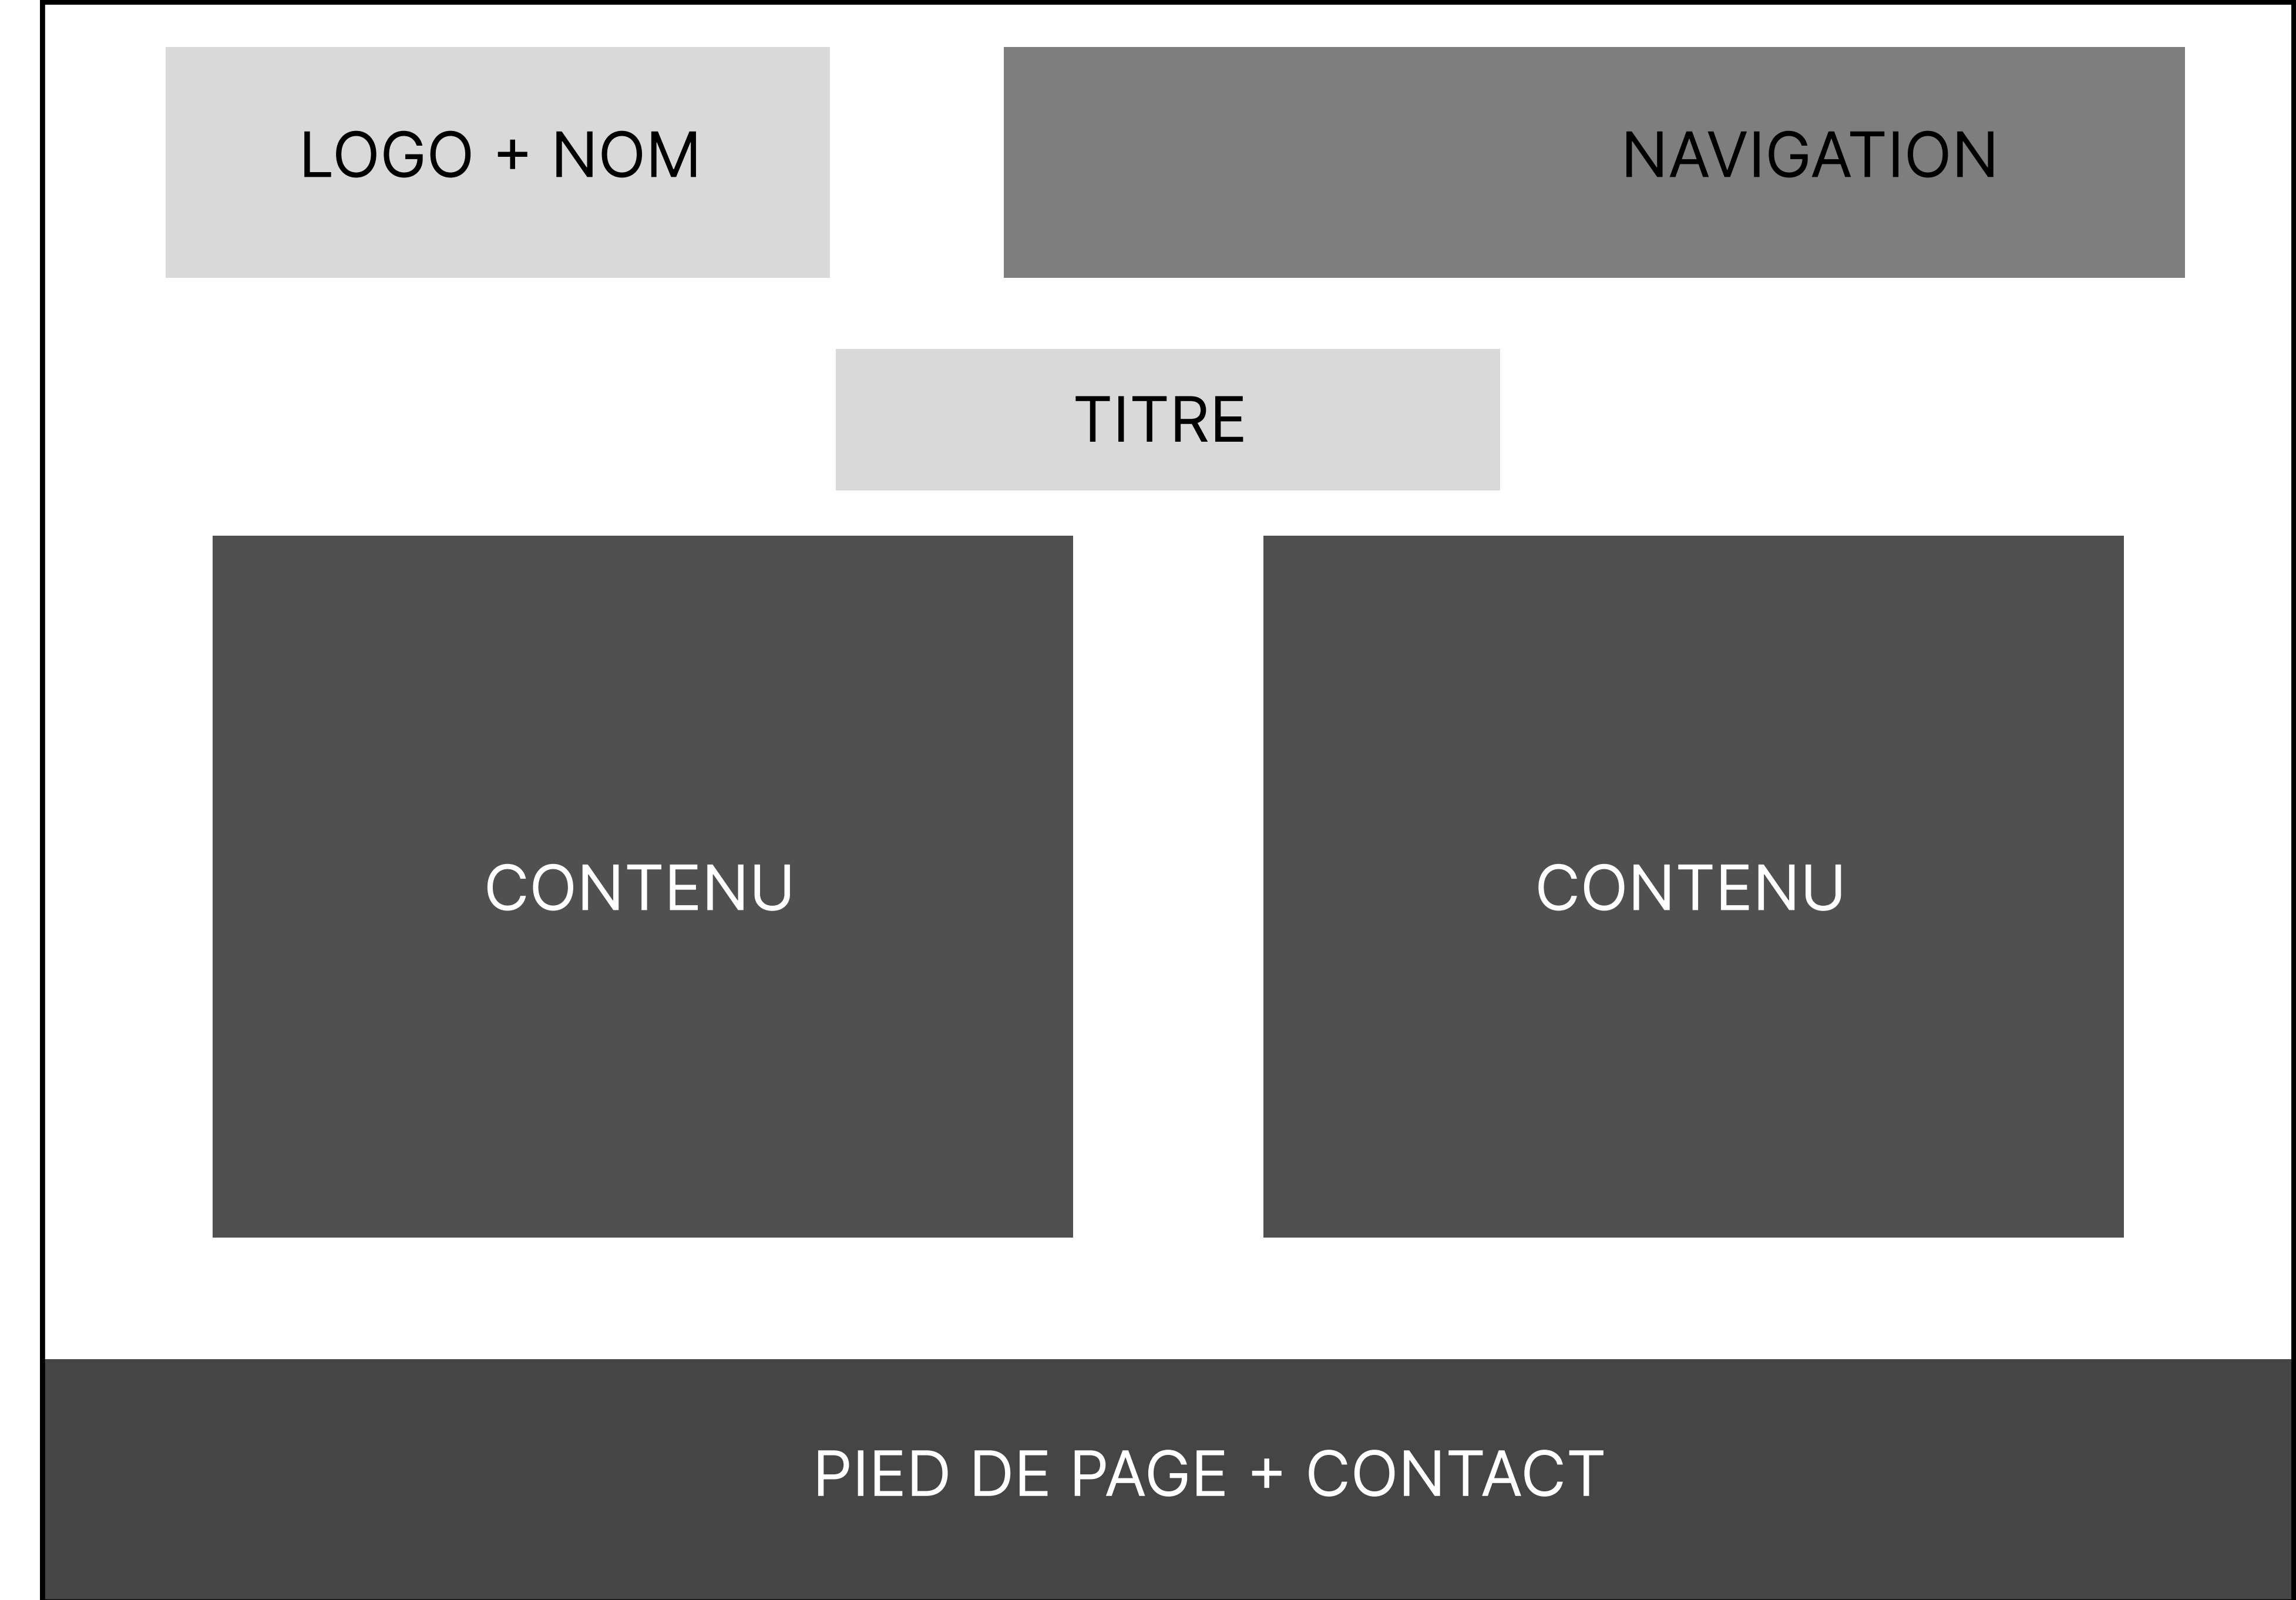 LOGO + NOM
NAVIGATION
TITRE
CONTENU
CONTENU
PIED DE PAGE + CONTACT